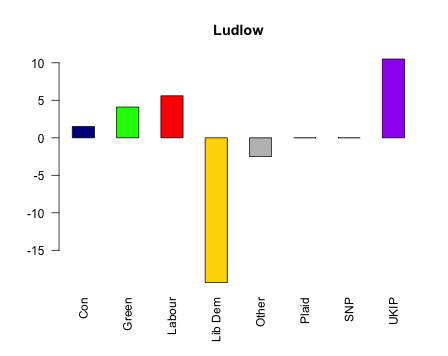 Ludlow
10
5
0
-5
-10
-15
Con
Green
Labour
Lib Dem
Other
Plaid
SNP
UKIP